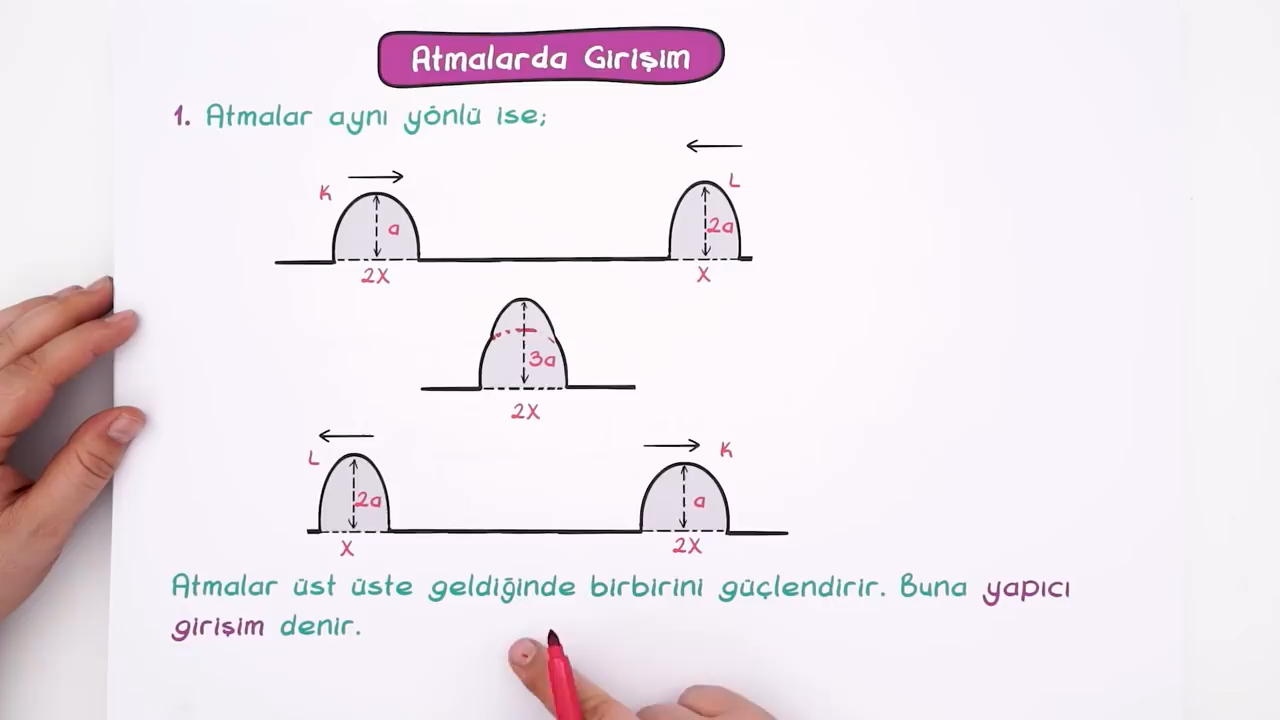 Atmalarda Girişim
1. Atmalar aynı yönlü ise;
K
L
a
2a
2X
X
3a
2X
L
K
2a
a
X
2X
Atmalar üst üste geldiğinde birbirini güçlendirir. Buna yapıcı
girişim denir.